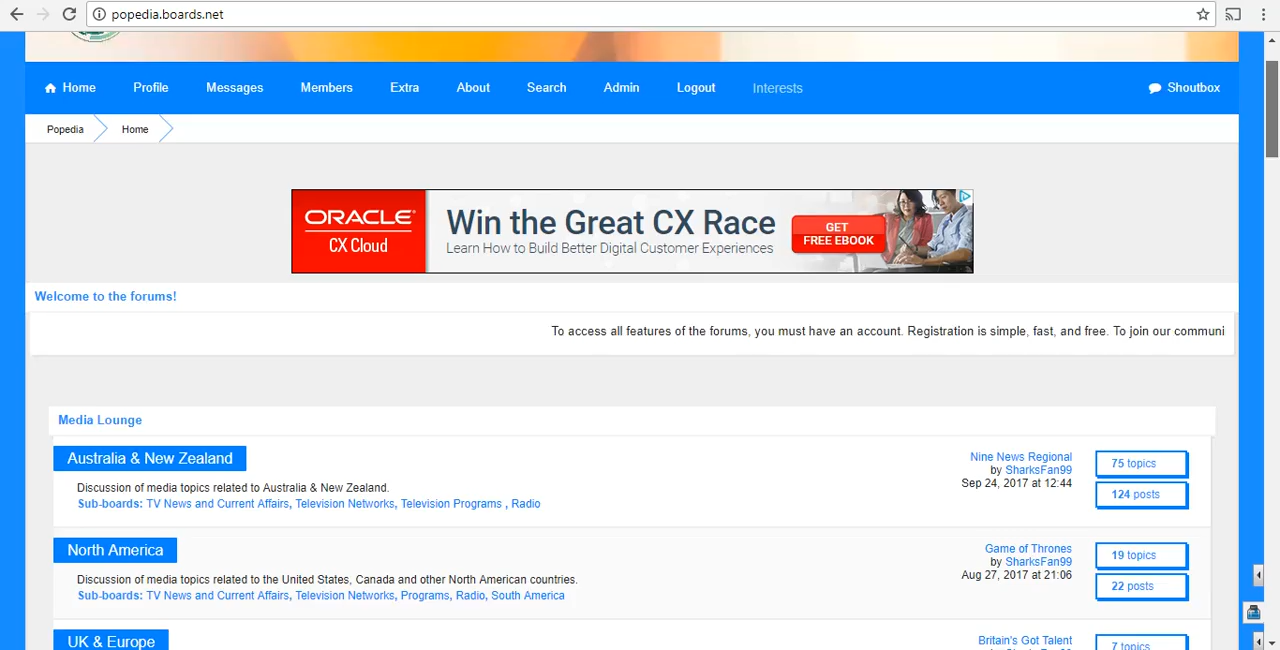 popedia.boards.net
Home Profile Messages Members Extra About Search Admin Logout Interests Shoutbox
Popedia Home
ORACLE
CX Cloud
Win the Great CX Race
Learn How to Build Better Digital Customer Experiences
GET
FREE EBOOK
Welcome to the forums!
To access all features of the forums, you must have an account. Registration is simple, fast, and free. To join our communi
Media Lounge
Australia & New Zealand
Discussion of media topics related to Australia & New Zealand.
Sub-boards: TV News and Current Affairs, Television Networks, Television Programs , Radio
Nine News Regional
by SharksFan99
Sep 24, 2017 at 12:44
75 topics
124 posts
North America
Discussion of media topics related to the United States, Canada and other North American countries.
Sub-boards: TV News and Current Affairs, Television Networks, Programs, Radio, South America
Game of Thrones
by SharksFan99
Aug 27, 2017 at 21:06
19 topics
22 posts
UK & Europe
Britain's Got Talent
7 topics